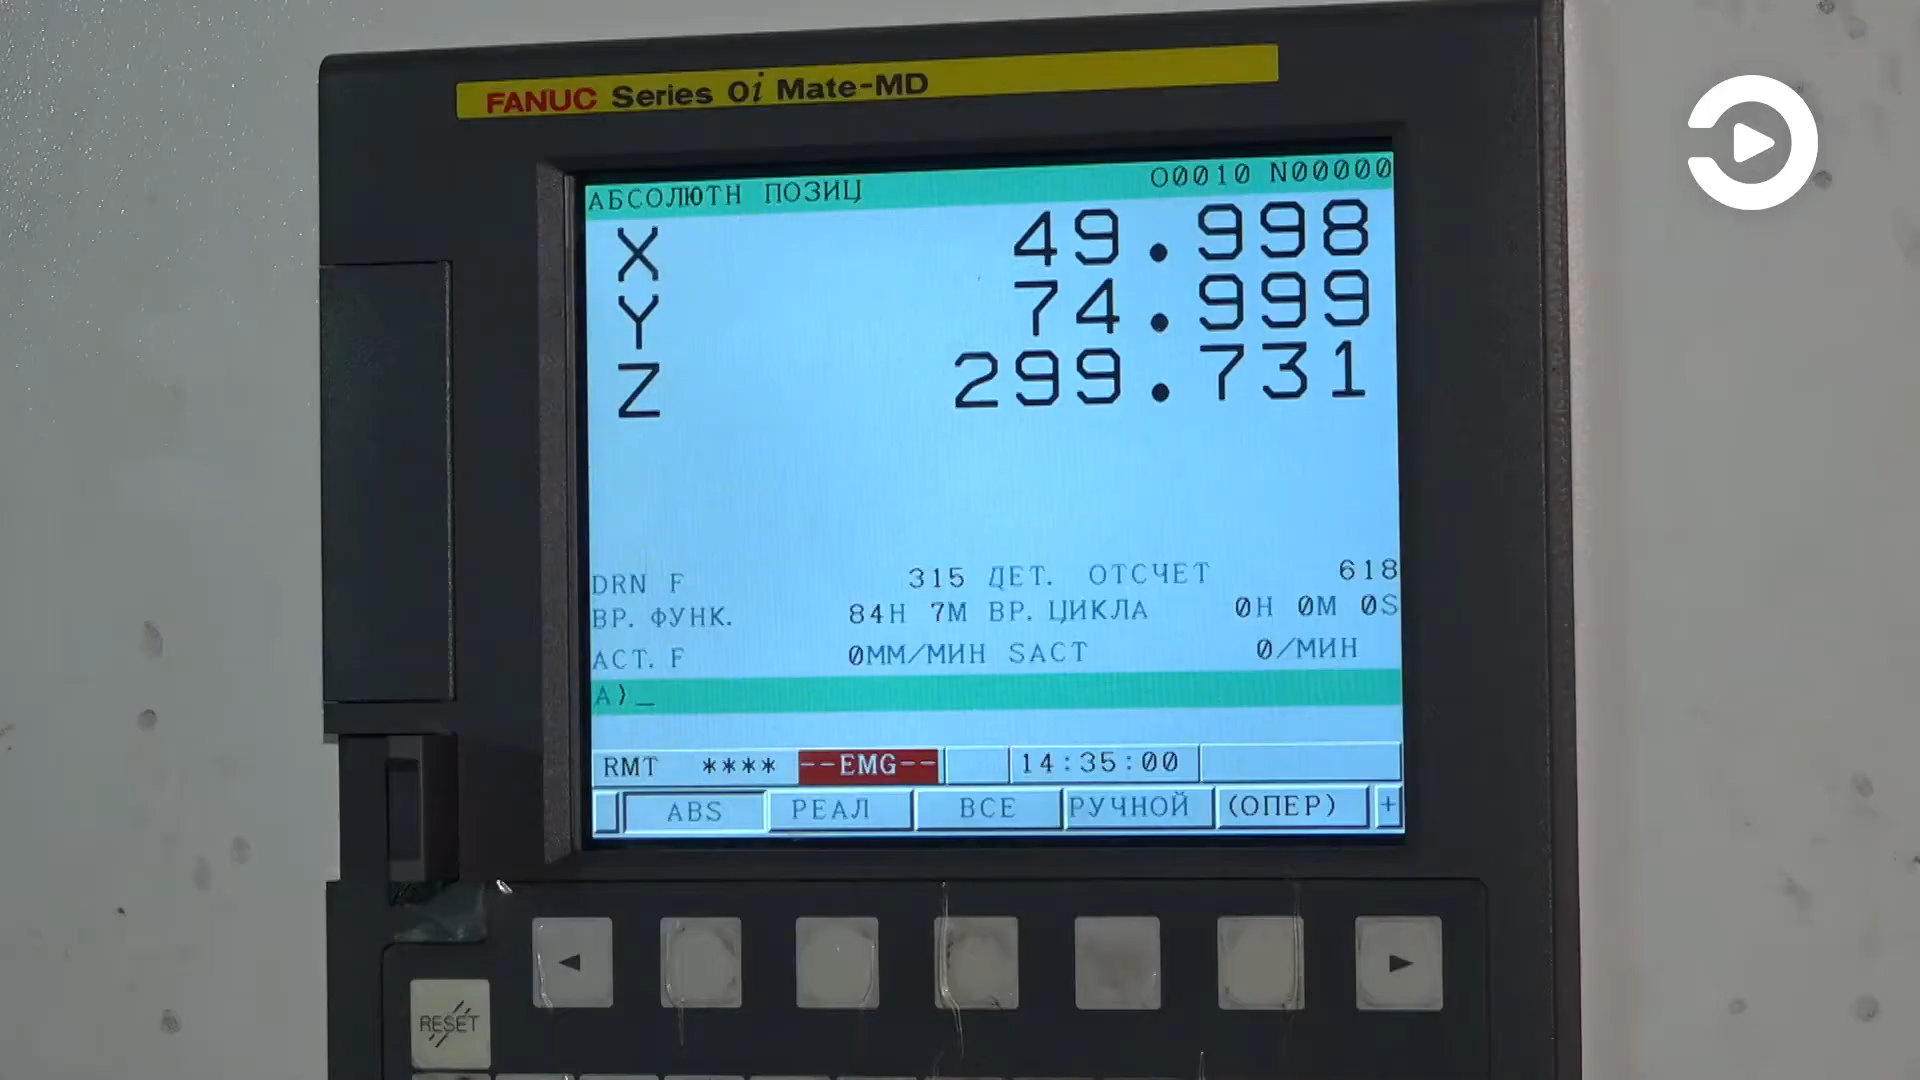 FANUC Series 0i Mate-MD
АБСОЛЮТН ПОЗИЦ O0010 N00000
X 49.998
Y 74.999
Z 299.731
DRN F 315 ДЕТ. ОТСЧЕТ 618
ВР. ФУНК. 84H 7M ВР. ЦИКЛА 0H 0M 0S
ACT. F 0ММ/МИН SACT 0/МИН
A)_
RMT **** --EMG-- 14:35:00
ABS РЕАЛ ВСЕ РУЧНОЙ (ОПЕР) +
RESET